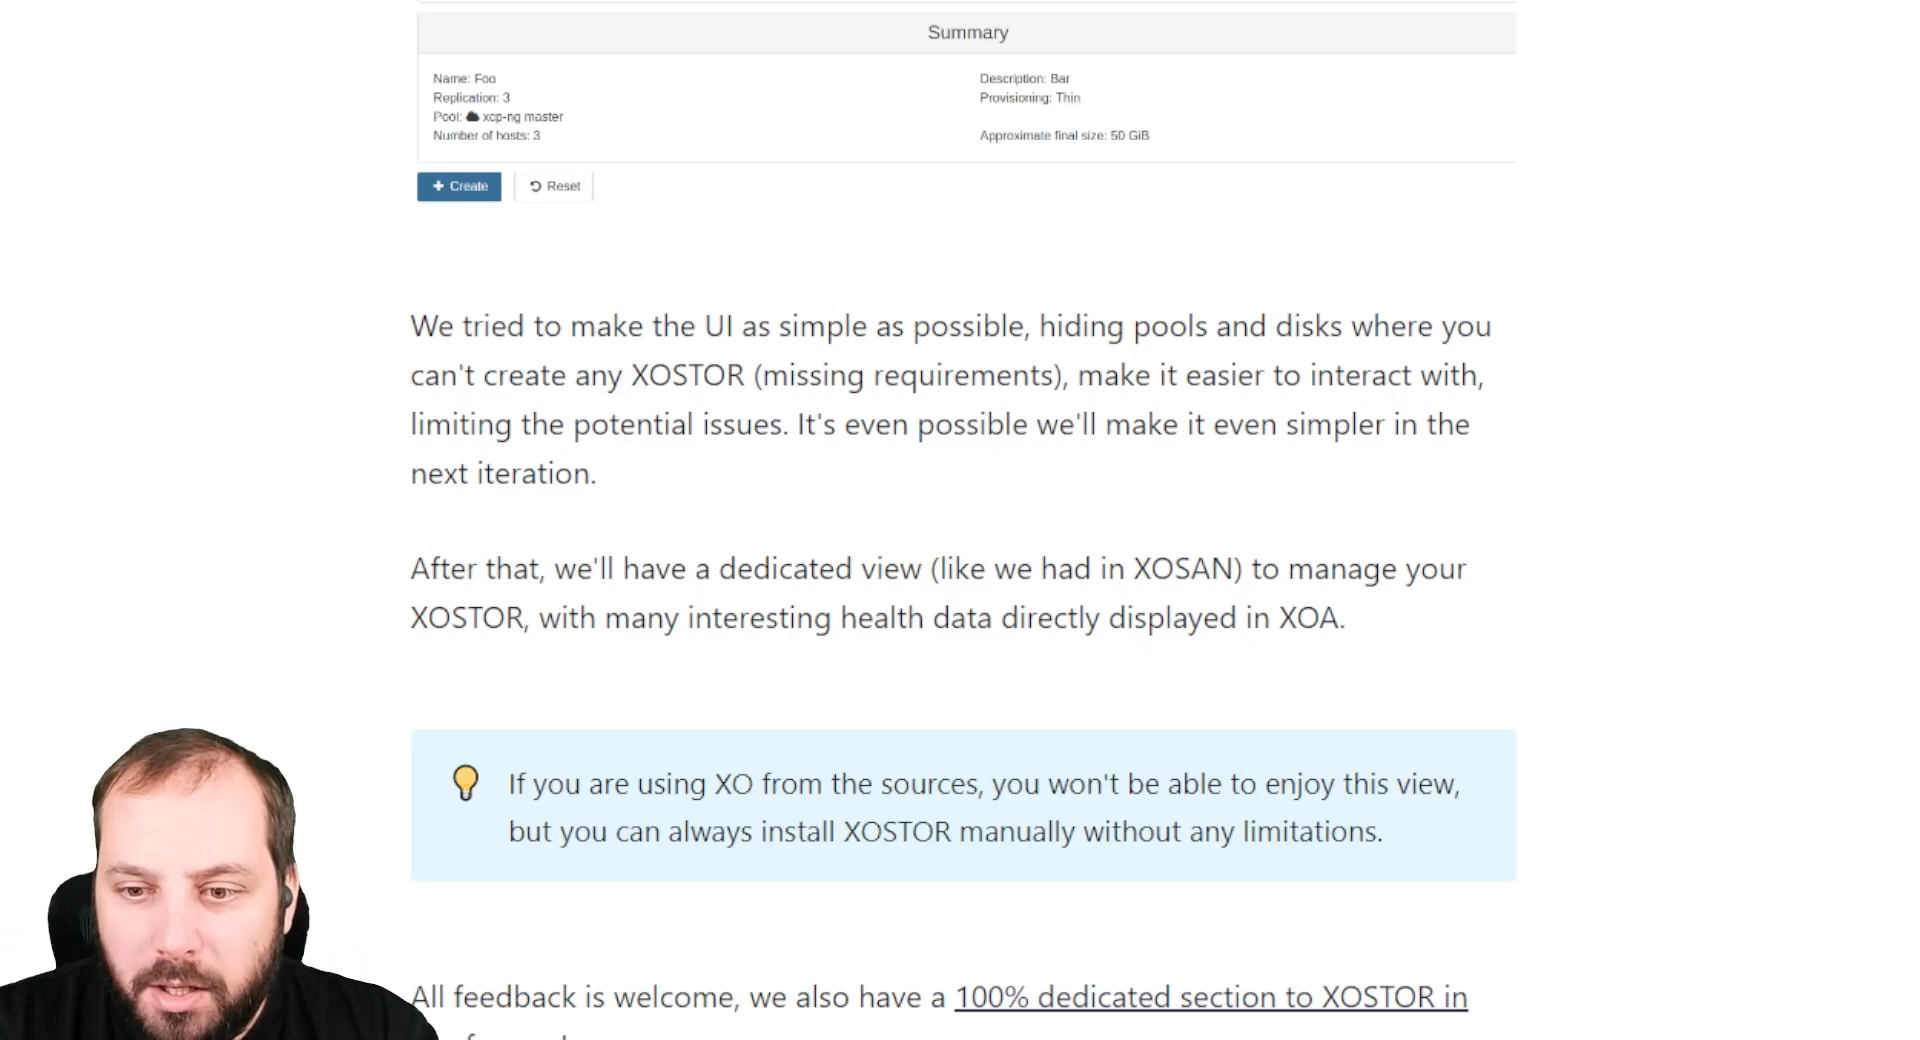 Summary
Name: Foo
Description: Bar
Replication: 3
Provisioning: Thin
Pool: xcp-ng master
Number of hosts: 3
Approximate final size: 50 GiB
Create
Reset
We tried to make the UI as simple as possible, hiding pools and disks where you
can't create any XOSTOR (missing requirements), make it easier to interact with,
limiting the potential issues. It's even possible we'll make it even simpler in the
next iteration.
After that, we'll have a dedicated view (like we had in XOSAN) to manage your
XOSTOR, with many interesting health data directly displayed in XOA.
If you are using XO from the sources, you won't be able to enjoy this view,
but you can always install XOSTOR manually without any limitations.
All feedback is welcome, we also have a 100% dedicated section to XOSTOR in